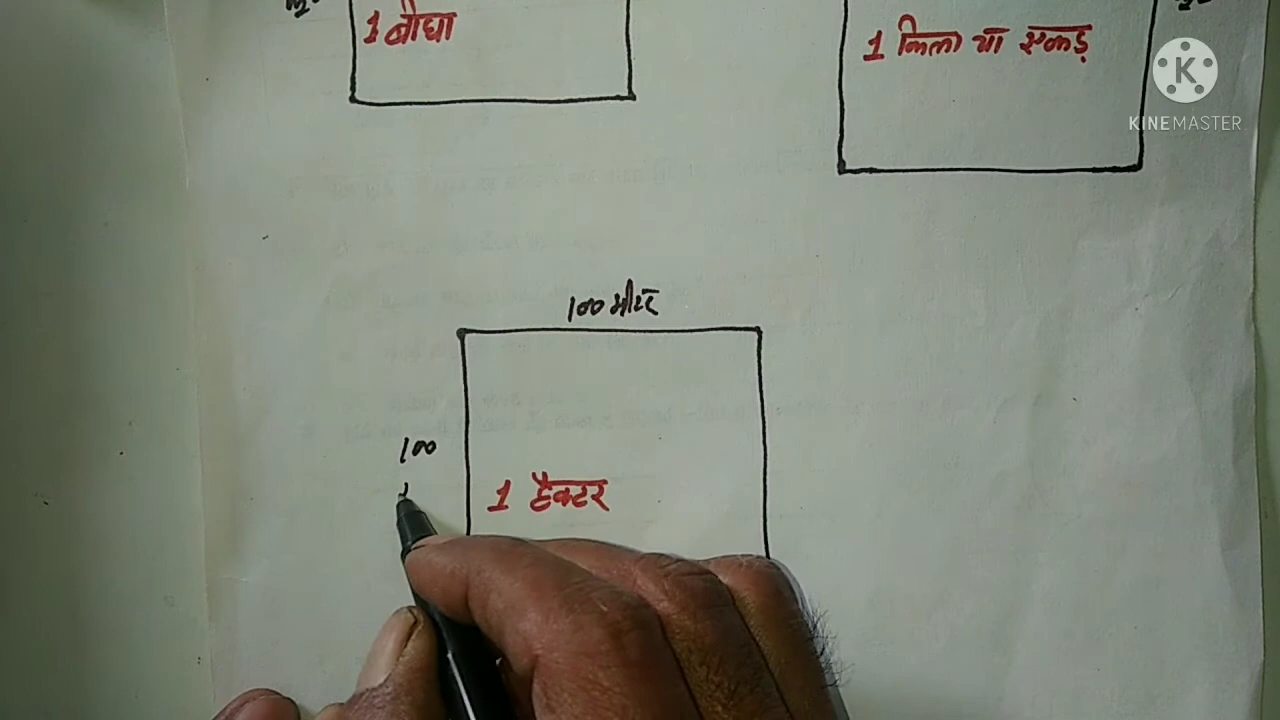 1 बीघा
1 किला या एकड़
KINEMASTER
100 मीटर
100
1 हैक्टर